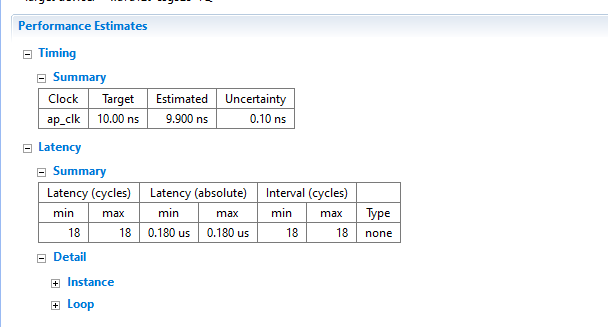 Performance Estimates
Timing
Summary
Clock Target Estimated Uncertainty
ap_clk 10.00 ns 9.900 ns 0.10 ns
Latency
Summary
Latency (cycles) Latency (absolute) Interval (cycles)
min max min max min max Type
18 18 0.180 us 0.180 us 18 18 none
Detail
Instance
Loop